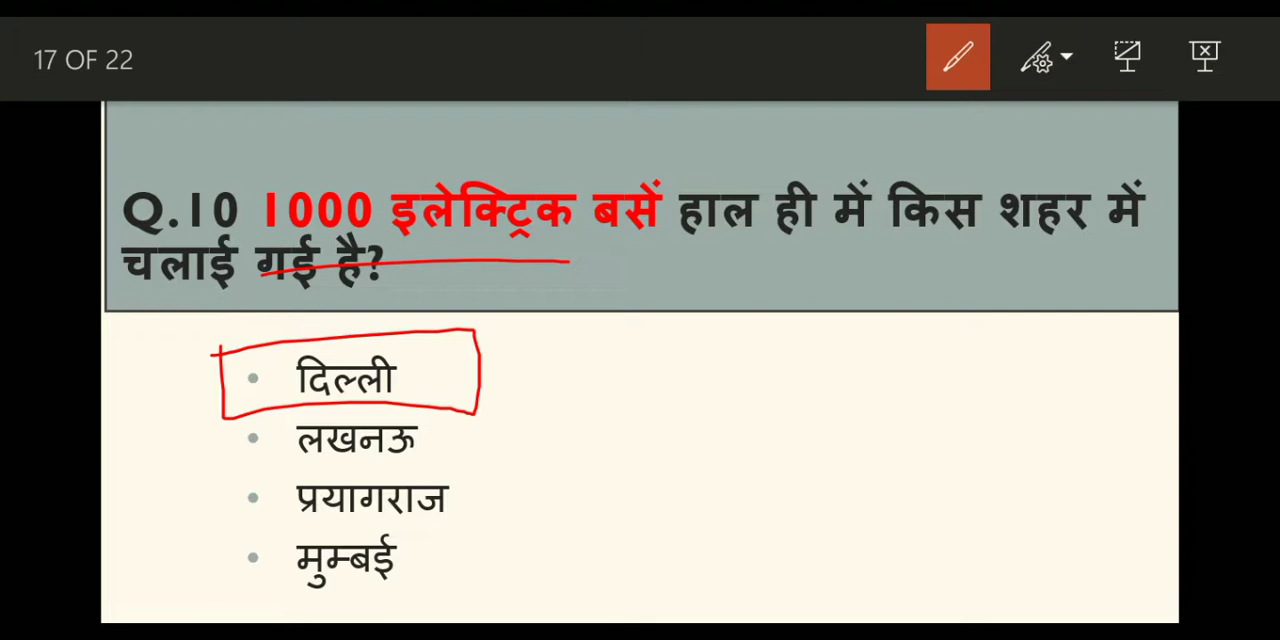 17 OF 22
Q.10 1000 इलेक्ट्रिक बसें हाल ही में किस शहर में
चलाई गई है?
• दिल्ली
• लखनऊ
• प्रयागराज
• मुम्बई